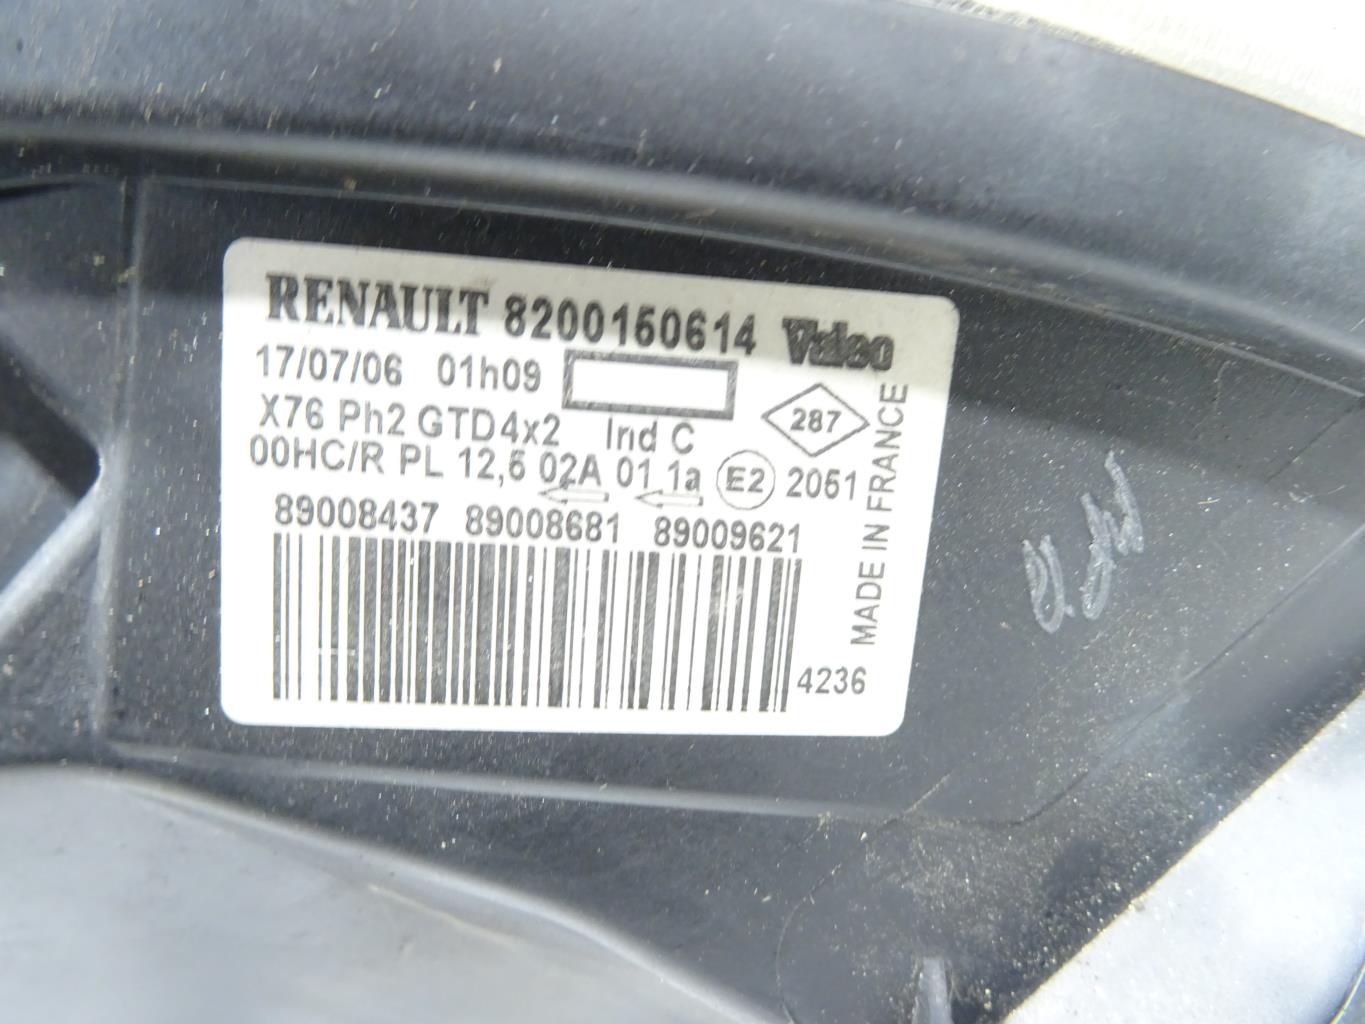 RENAULT 8200150614 Valeo
17/07/06 01h09
X76 Ph2 GTD4x2 Ind C 287
00HC/R PL 12,5 02A 01 1a E2 2051
89008437 89008681 89009621
4236
MADE IN FRANCE